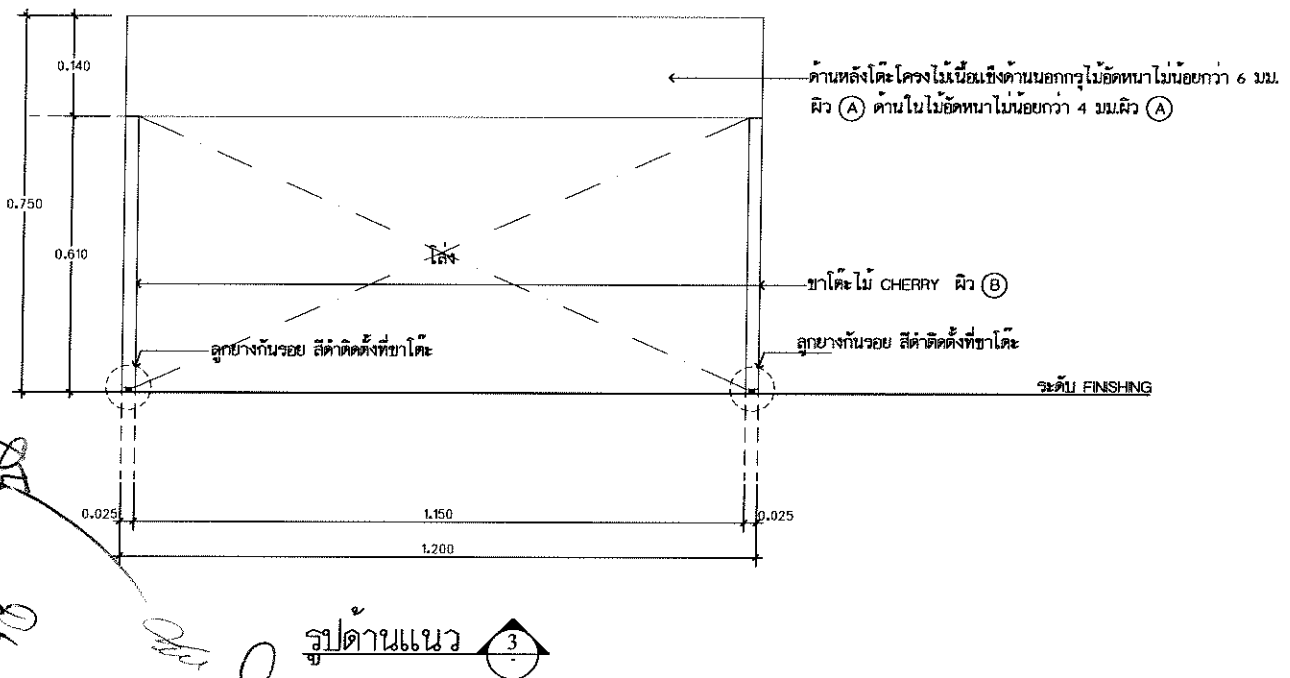 0.140
ด้านหลังโต๊ะโครงไม้เนื้อแข็งด้านนอกกรุไม้อัดหนาไม่น้อยกว่า 6 มม.
ผิว A ด้านในไม้อัดหนาไม่น้อยกว่า 4 มม.ผิว A
0.750
0.610
โล่ง
ขาโต๊ะไม้ CHERRY ผิว B
ลูกยางกันรอย สีดำติดตั้งที่ขาโต๊ะ
ลูกยางกันรอย สีดำติดตั้งที่ขาโต๊ะ
ระดับ FINISHING
0.025
1.150
0.025
1.200
รูปด้านแนว 3
-